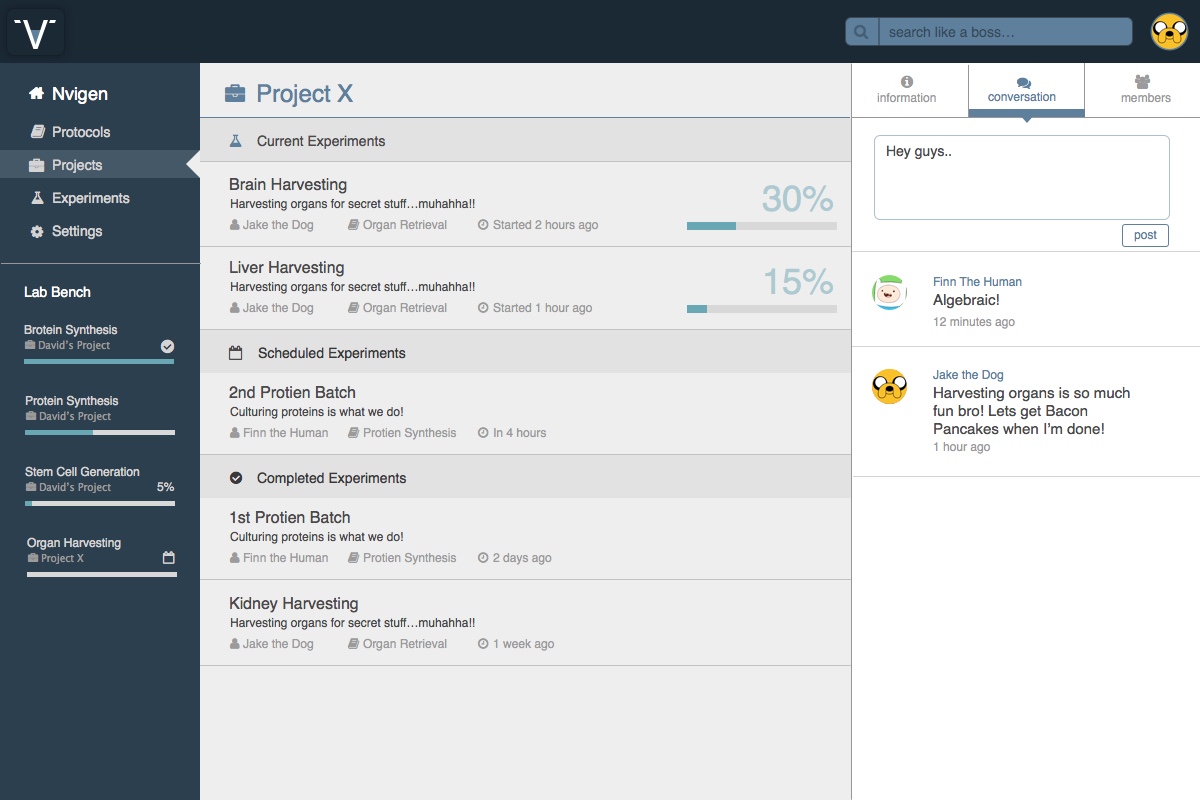 V
search like a boss...
Nvigen
Protocols
Projects
Experiments
Settings
Lab Bench
Brotein Synthesis
David's Project
Protein Synthesis
David's Project
Stem Cell Generation
David's Project 5%
Organ Harvesting
Project X
Project X
Current Experiments
Brain Harvesting
Harvesting organs for secret stuff...muhahha!!
Jake the Dog Organ Retrieval Started 2 hours ago
30%
Liver Harvesting
Harvesting organs for secret stuff...muhahha!!
Jake the Dog Organ Retrieval Started 1 hour ago
15%
Scheduled Experiments
2nd Protien Batch
Culturing proteins is what we do!
Finn the Human Protien Synthesis In 4 hours
Completed Experiments
1st Protien Batch
Culturing proteins is what we do!
Finn the Human Protien Synthesis 2 days ago
Kidney Harvesting
Harvesting organs for secret stuff...muhahha!!
Jake the Dog Organ Retrieval 1 week ago
information conversation members
Hey guys..
post
Finn The Human
Algebraic!
12 minutes ago
Jake the Dog
Harvesting organs is so much
fun bro! Lets get Bacon
Pancakes when I'm done!
1 hour ago